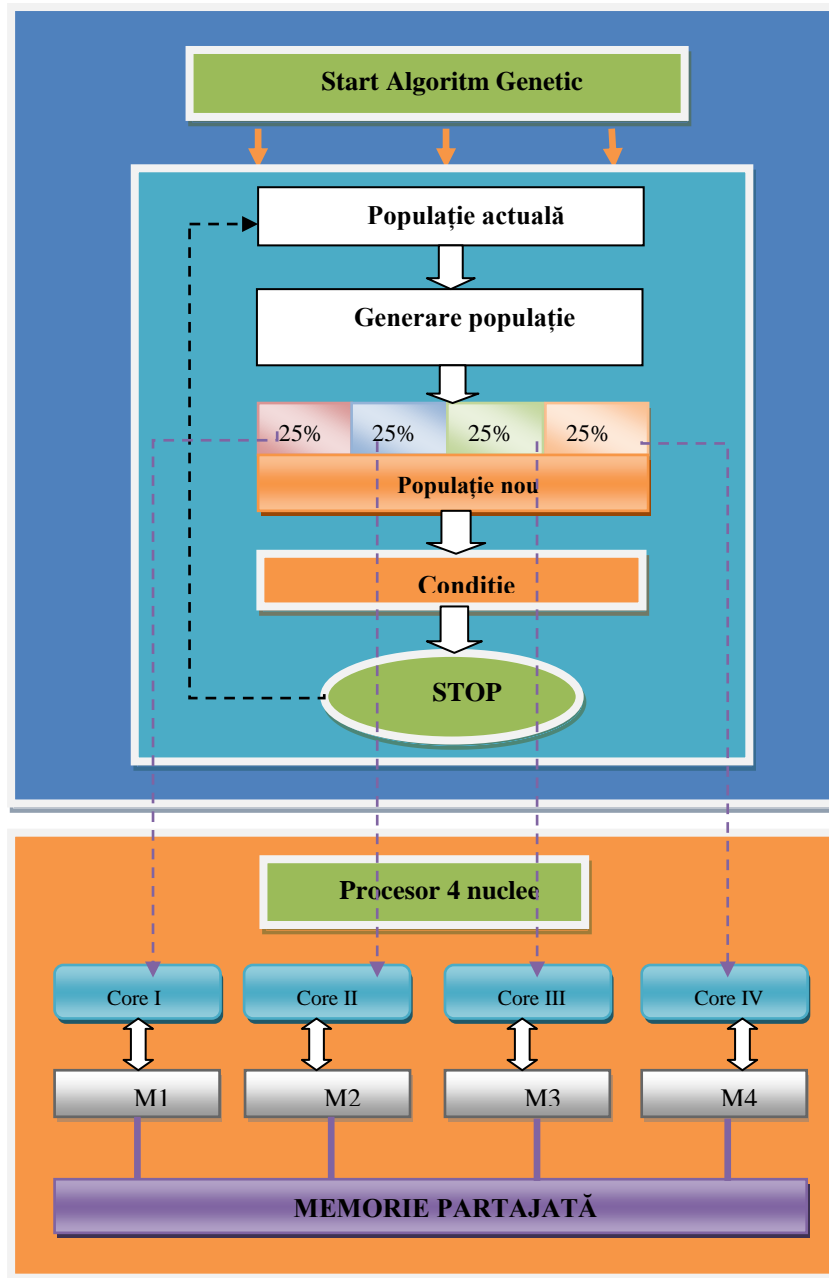 Start Algoritm Genetic
Populație actuală
Generare populație
25% 25% 25% 25%
Populație nou
Condiție
STOP
Procesor 4 nuclee
Core I Core II Core III Core IV
M1 M2 M3 M4
MEMORIE PARTAJATĂ